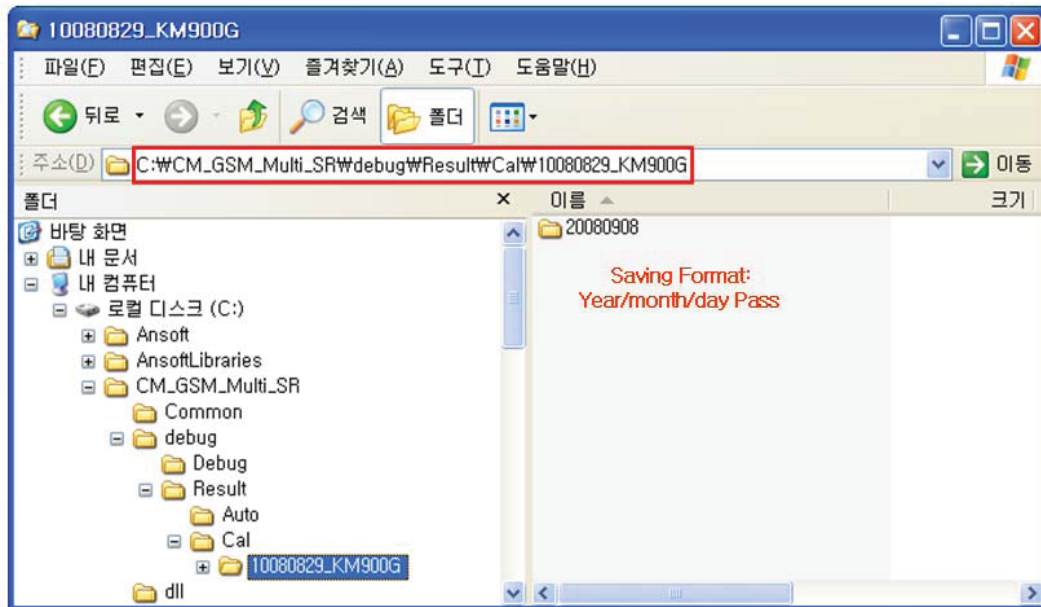 10080829_KM900G
파일(F) 편집(E) 보기(V) 즐겨찾기(A) 도구(T) 도움말(H)
뒤로 검색 폴더
주소(D) C:₩CM_GSM_Multi_SR₩debug₩Result₩Cal₩10080829_KM900G 이동
폴더 이름 크기
바탕 화면
내 문서
내 컴퓨터
로컬 디스크 (C:)
Ansoft
AnsoftLibraries
CM_GSM_Multi_SR
Common
debug
Debug
Result
Auto
Cal
10080829_KM900G
dll
20080908
Saving Format:
Year/month/day Pass